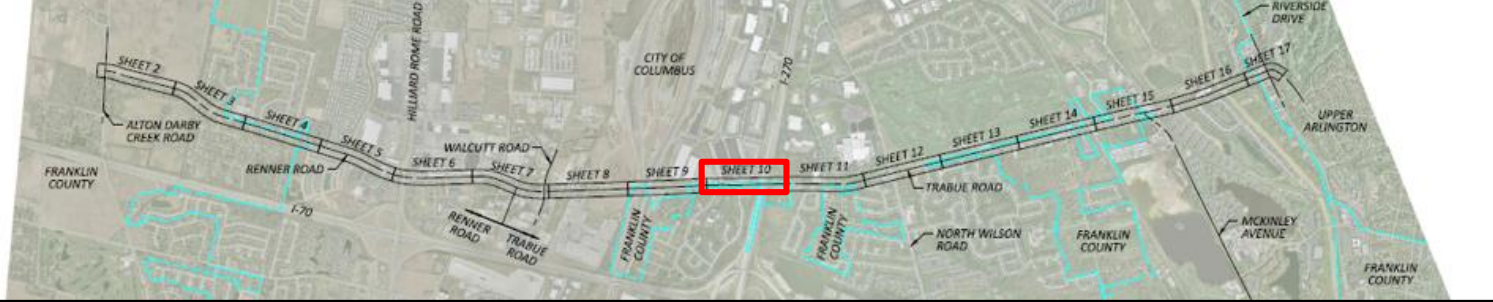 RIVERSIDE
DRIVE
HILLIARD ROME ROAD
CITY OF
COLUMBUS
I-270
SHEET 17
SHEET 16
SHEET 15
SHEET 14
SHEET 13
SHEET 12
SHEET 11
SHEET 10
SHEET 9
SHEET 8
SHEET 7
SHEET 6
SHEET 5
SHEET 4
SHEET 3
SHEET 2
UPPER
ARLINGTON
ALTON DARBY
CREEK ROAD
WALCUTT ROAD
RENNER ROAD
FRANKLIN
COUNTY
TRABUE ROAD
I-70
RENNER
ROAD
TRABUE
ROAD
FRANKLIN
COUNTY
FRANKLIN
COUNTY
NORTH WILSON
ROAD
FRANKLIN
COUNTY
MCKINLEY
AVENUE
FRANKLIN
COUNTY